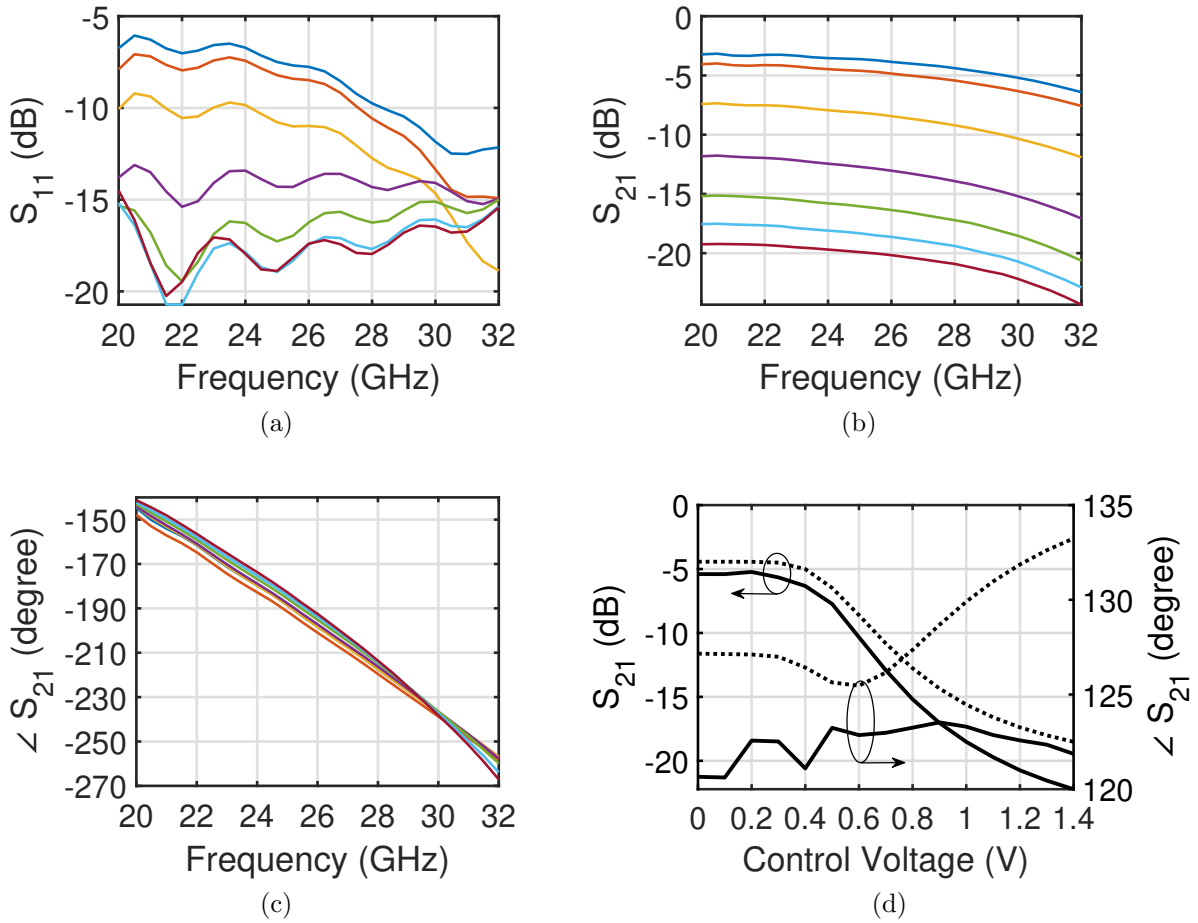 -5
-10
-15
-20
20 22 24 26 28 30 32
S11 (dB)
Frequency (GHz)
(a)
0
-5
-10
-15
-20
20 22 24 26 28 30 32
S21 (dB)
Frequency (GHz)
(b)
-150
-170
-190
-210
-230
-250
-270
20 22 24 26 28 30 32
∠ S21 (degree)
Frequency (GHz)
(c)
0
-5
-10
-15
-20
S21 (dB)
135
130
125
120
∠ S21 (degree)
0 0.2 0.4 0.6 0.8 1 1.2 1.4
Control Voltage (V)
(d)